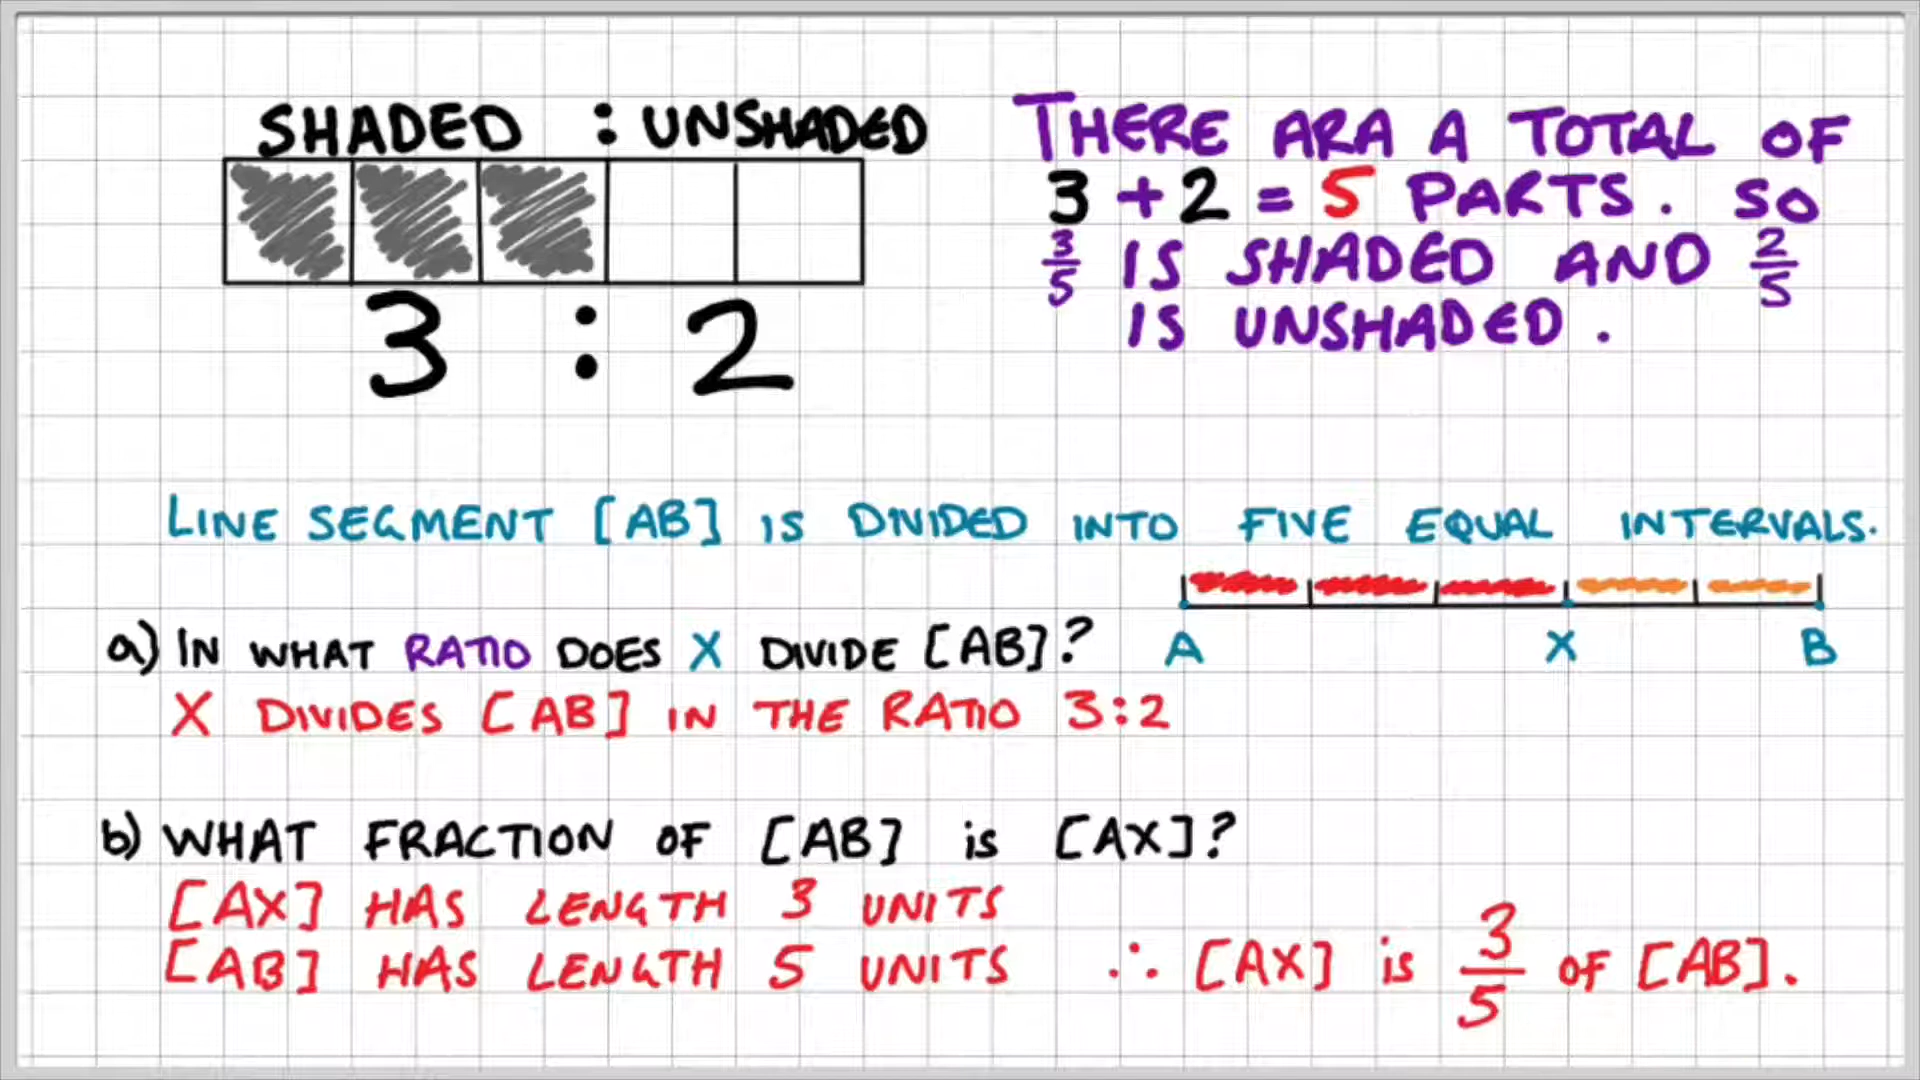 SHADED : UNSHADED
3 : 2
THERE ARA A TOTAL OF
3 + 2 = 5 PARTS. SO
3/5 IS SHADED AND 2/5
IS UNSHADED.
LINE SEGMENT [AB] IS DIVIDED INTO FIVE EQUAL INTERVALS.
a) IN WHAT RATIO DOES X DIVIDE [AB]?
A X B
X DIVIDES [AB] IN THE RATIO 3:2
b) WHAT FRACTION OF [AB] is [AX]?
[AX] HAS LENGTH 3 UNITS
[AB] HAS LENGTH 5 UNITS ∴ [AX] is 3/5 OF [AB].